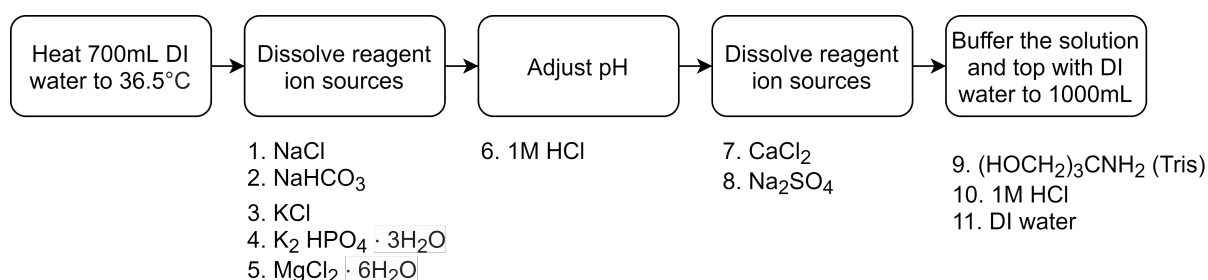 Heat 700mL DI
water to 36.5°C
Dissolve reagent
ion sources
Adjust pH
Dissolve reagent
ion sources
Buffer the solution
and top with DI
water to 1000mL
1. NaCl
2. NaHCO₃
3. KCl
4. K₂ HPO₄ · 3H₂O
5. MgCl₂ · 6H₂O
6. 1M HCl
7. CaCl₂
8. Na₂SO₄
9. (HOCH₂)₃CNH₂ (Tris)
10. 1M HCl
11. DI water